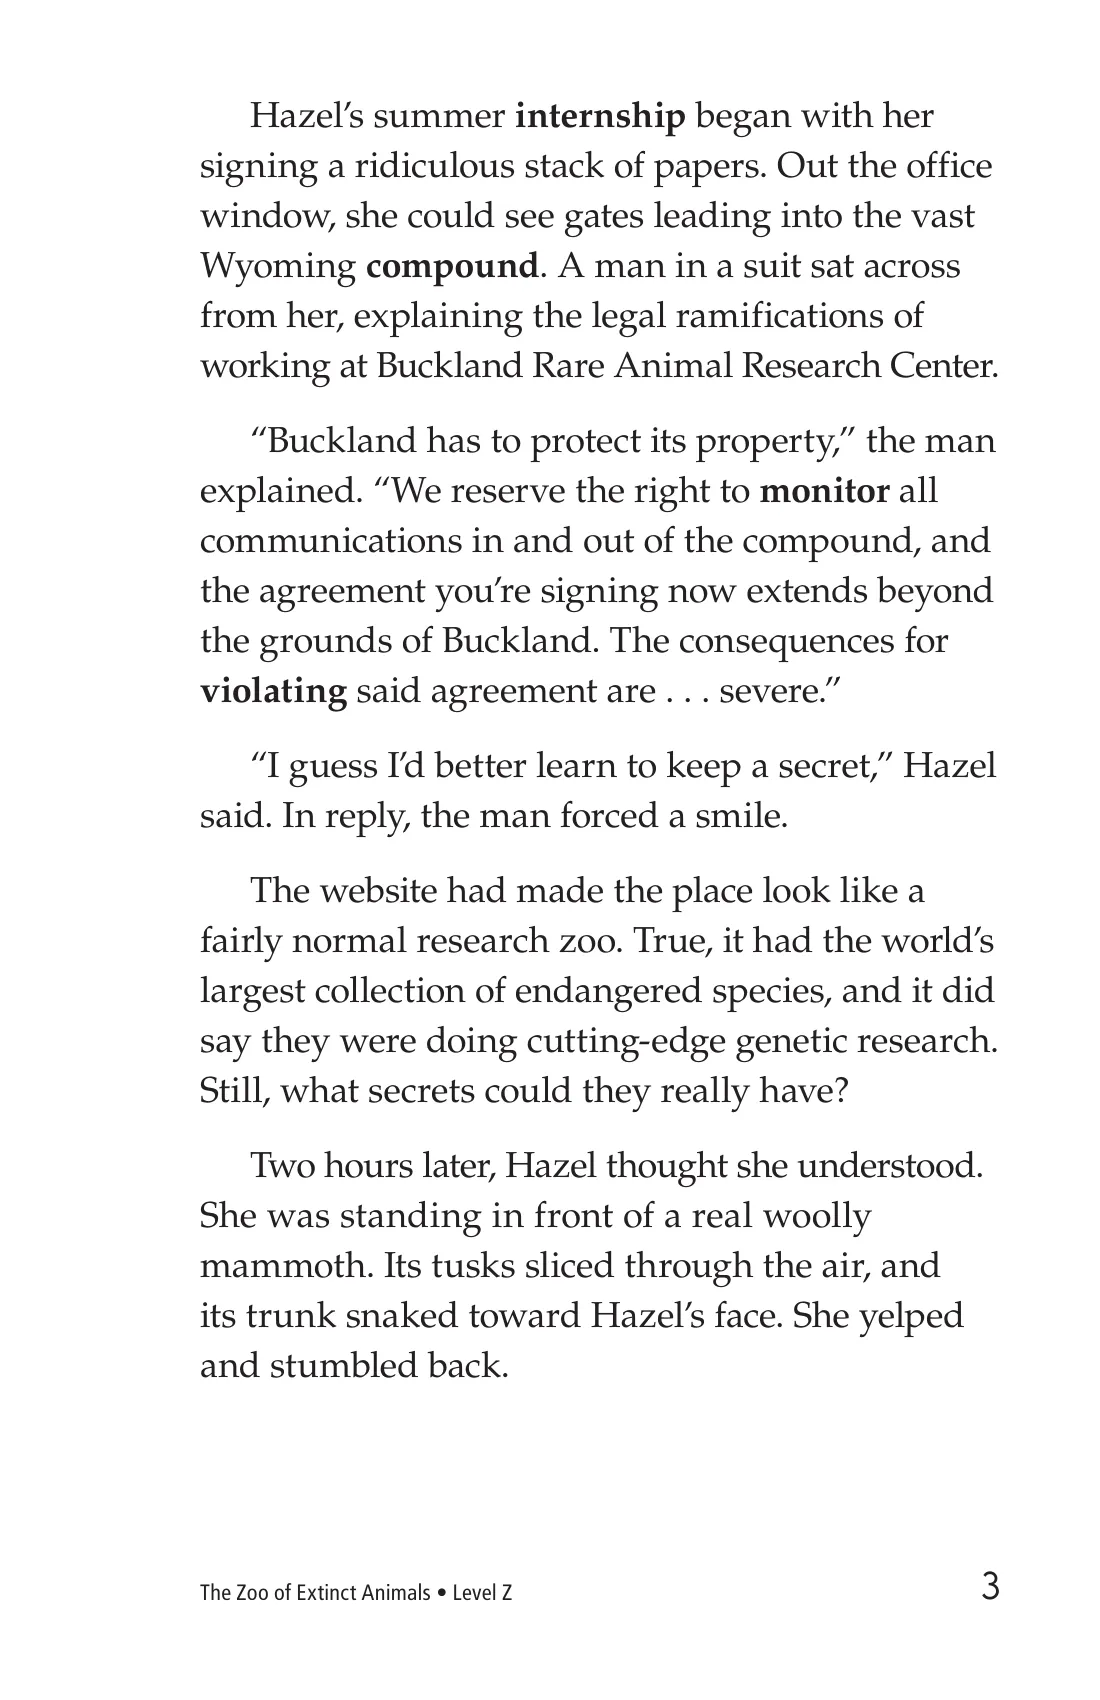 Hazel’s summer internship began with her
signing a ridiculous stack of papers. Out the office
window, she could see gates leading into the vast
Wyoming compound. A man in a suit sat across
from her, explaining the legal ramifications of
working at Buckland Rare Animal Research Center.
“Buckland has to protect its property,” the man
explained. “We reserve the right to monitor all
communications in and out of the compound, and
the agreement you’re signing now extends beyond
the grounds of Buckland. The consequences for
violating said agreement are . . . severe.”
“I guess I’d better learn to keep a secret,” Hazel
said. In reply, the man forced a smile.
The website had made the place look like a
fairly normal research zoo. True, it had the world’s
largest collection of endangered species, and it did
say they were doing cutting-edge genetic research.
Still, what secrets could they really have?
Two hours later, Hazel thought she understood.
She was standing in front of a real woolly
mammoth. Its tusks sliced through the air, and
its trunk snaked toward Hazel’s face. She yelped
and stumbled back.
The Zoo of Extinct Animals • Level Z
3